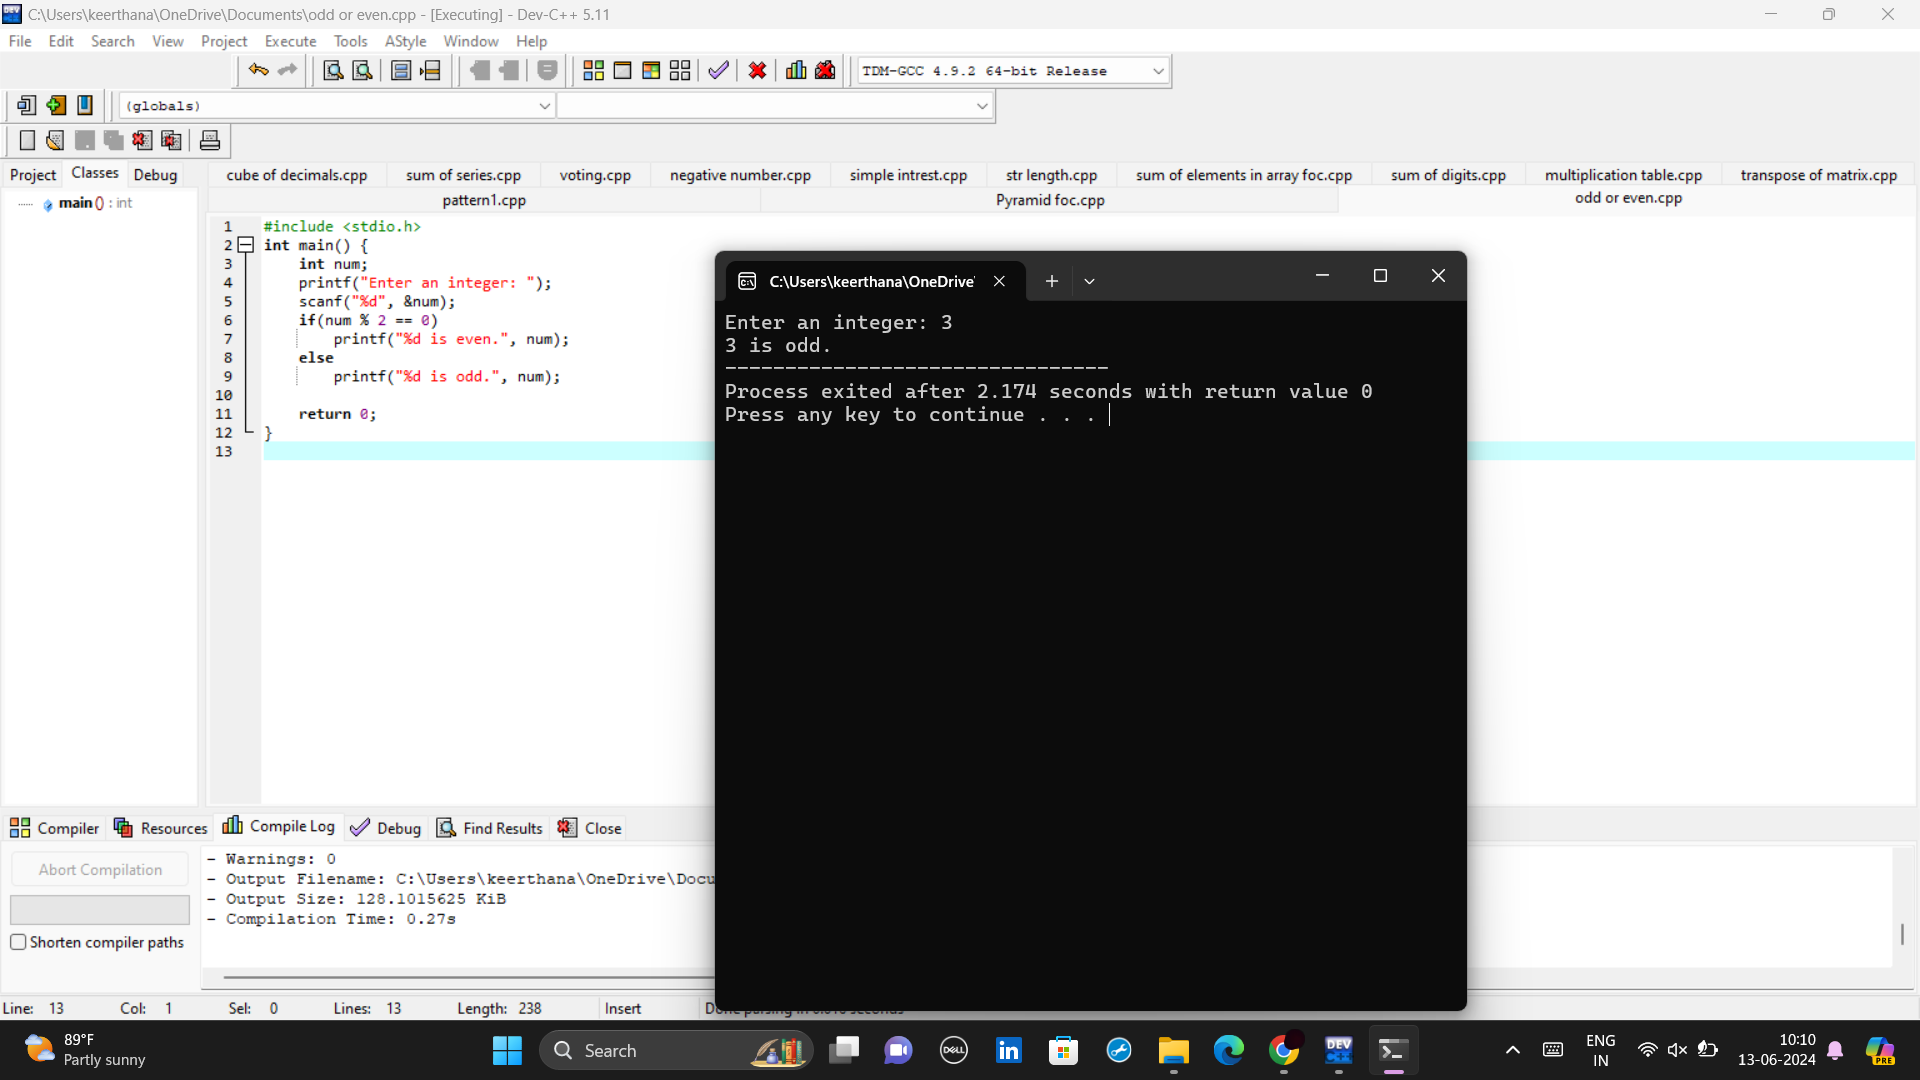 C:\Users\keerthana\OneDrive\Documents\odd or even.cpp - [Executing] - Dev-C++ 5.11
File Edit Search View Project Execute Tools AStyle Window Help
TDM-GCC 4.9.2 64-bit Release
(globals)
Project Classes Debug
cube of decimals.cpp sum of series.cpp voting.cpp negative number.cpp simple intrest.cpp str length.cpp sum of elements in array foc.cpp sum of digits.cpp multiplication table.cpp transpose of matrix.cpp
pattern1.cpp Pyramid foc.cpp odd or even.cpp
main () : int
1 #include <stdio.h>
2 int main() {
3 int num;
4 printf("Enter an integer: ");
5 scanf("%d", &num);
6 if(num % 2 == 0)
7 printf("%d is even.", num);
8 else
9 printf("%d is odd.", num);
10
11 return 0;
12 }
13
C:\Users\keerthana\OneDrive\
Enter an integer: 3
3 is odd.
--------------------------------
Process exited after 2.174 seconds with return value 0
Press any key to continue . . .
Compiler Resources Compile Log Debug Find Results Close
Abort Compilation
Shorten compiler paths
- Warnings: 0
- Output Filename: C:\Users\keerthana\OneDrive\Docu
- Output Size: 128.1015625 KiB
- Compilation Time: 0.27s
Line: 13 Col: 1 Sel: 0 Lines: 13 Length: 238 Insert
89°F
Partly sunny
Search
DELL
in
DEV
C++
ENG
IN
10:10
13-06-2024
PRE